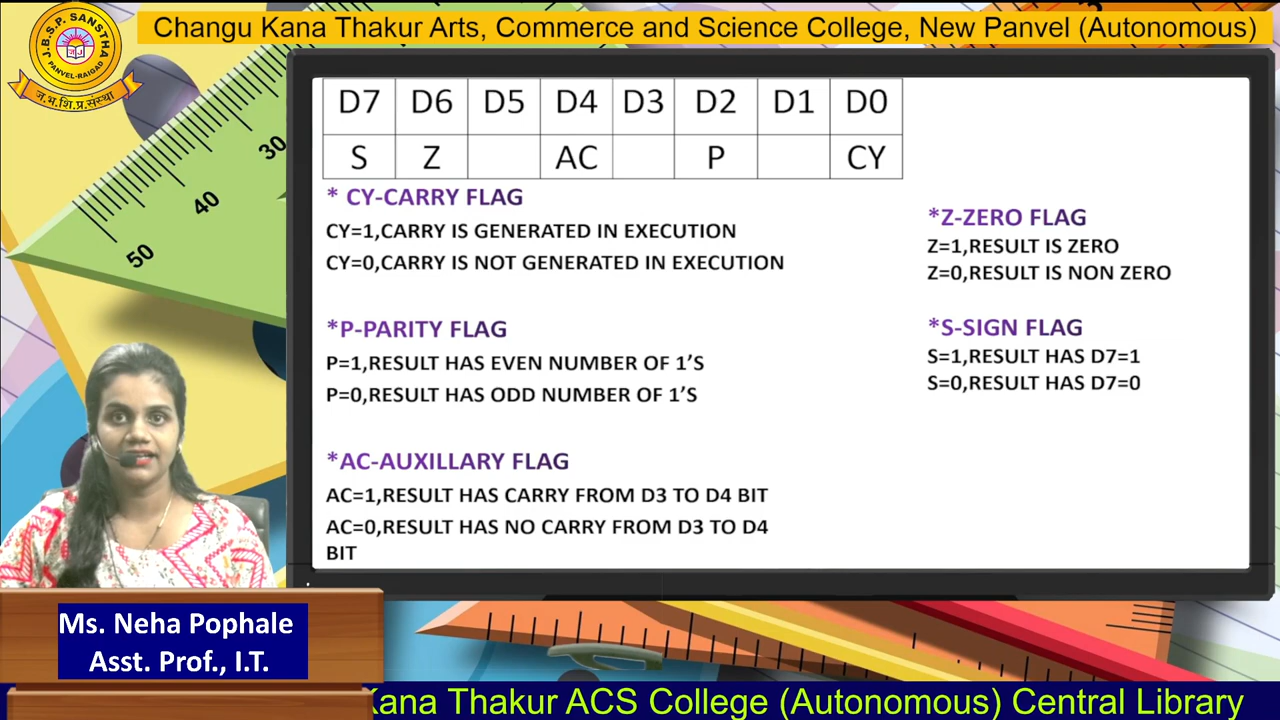 Changu Kana Thakur Arts, Commerce and Science College, New Panvel (Autonomous)
J.B.S.P. SANSTHA
PANVEL-RAIGAD
ज.भ.शि.प्र.संस्था
30
40
50
D7 D6 D5 D4 D3 D2 D1 D0
S Z AC P CY
* CY-CARRY FLAG
CY=1,CARRY IS GENERATED IN EXECUTION
CY=0,CARRY IS NOT GENERATED IN EXECUTION
*P-PARITY FLAG
P=1,RESULT HAS EVEN NUMBER OF 1’S
P=0,RESULT HAS ODD NUMBER OF 1’S
*AC-AUXILLARY FLAG
AC=1,RESULT HAS CARRY FROM D3 TO D4 BIT
AC=0,RESULT HAS NO CARRY FROM D3 TO D4
BIT
*Z-ZERO FLAG
Z=1,RESULT IS ZERO
Z=0,RESULT IS NON ZERO
*S-SIGN FLAG
S=1,RESULT HAS D7=1
S=0,RESULT HAS D7=0
Ms. Neha Pophale
Asst. Prof., I.T.
Kana Thakur ACS College (Autonomous) Central Library